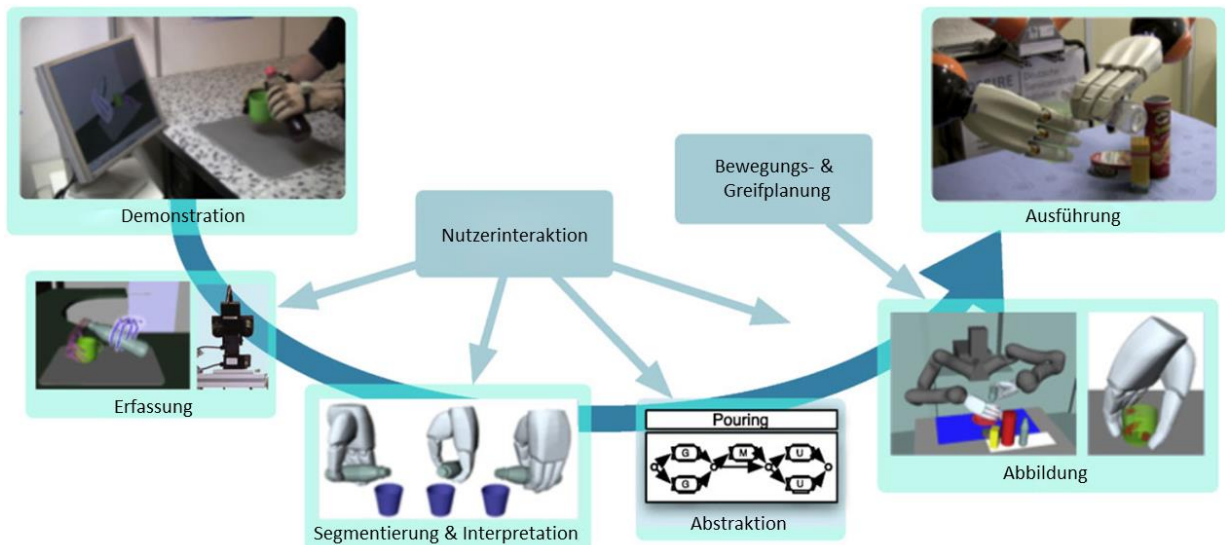 Demonstration
Bewegungs- &
Greifplanung
Ausführung
Nutzerinteraktion
Erfassung
Pouring
G
M
U
G
U
Abbildung
Segmentierung & Interpretation
Abstraktion